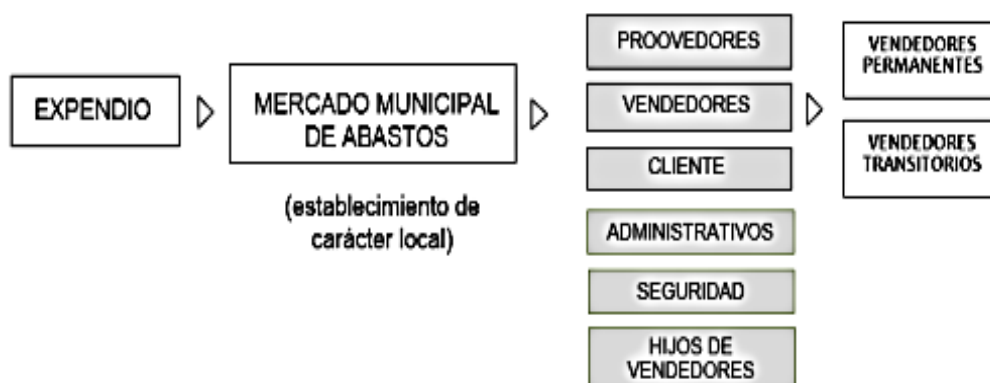 EXPENDIO
MERCADO MUNICIPAL
DE ABASTOS
(establecimiento de
carácter local)
PROOVEDORES
VENDEDORES
CLIENTE
ADMINISTRATIVOS
SEGURIDAD
HIJOS DE
VENDEDORES
VENDEDORES
PERMANENTES
VENDEDORES
TRANSITORIOS